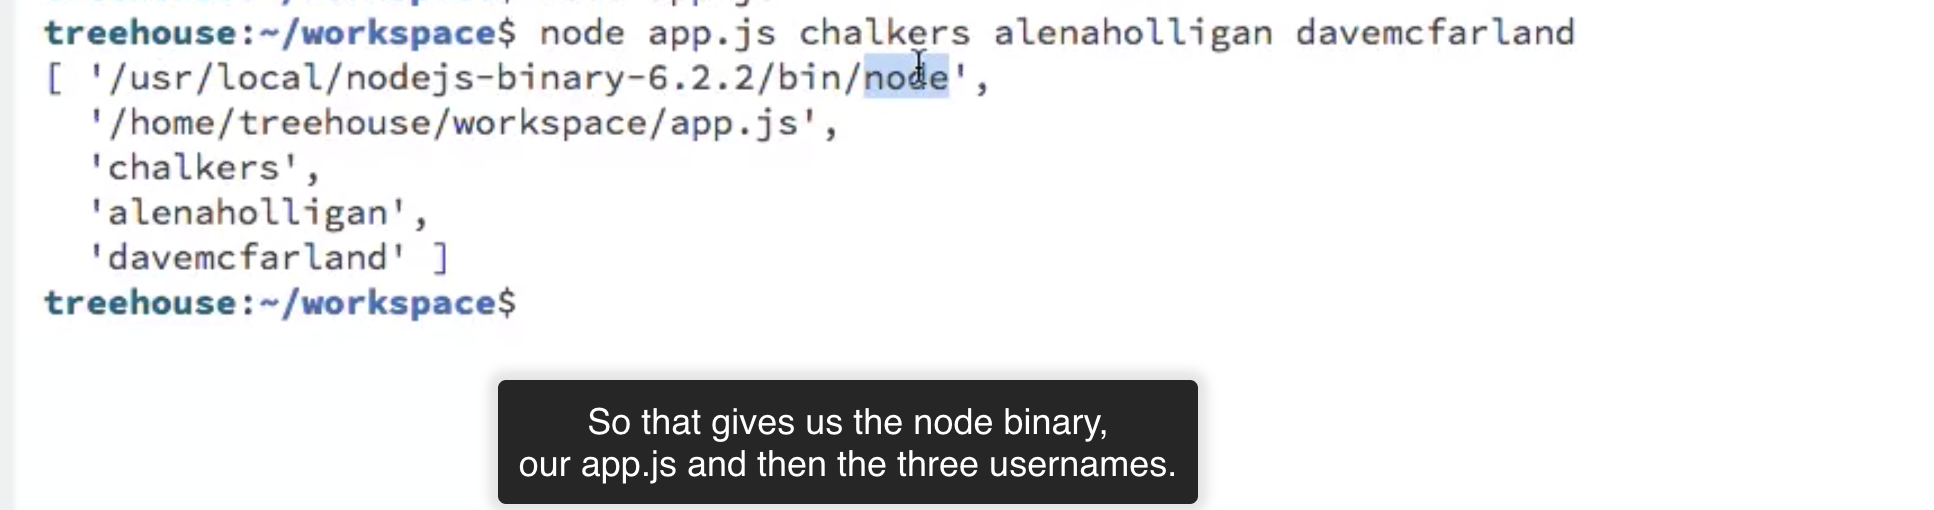 treehouse:~/workspace$ node app.js chalkers alenaholligan davemcfarland
[ '/usr/local/nodejs-binary-6.2.2/bin/node',
'/home/treehouse/workspace/app.js',
'chalkers',
'alenaholligan',
'davemcfarland' ]
treehouse:~/workspace$
So that gives us the node binary,
our app.js and then the three usernames.